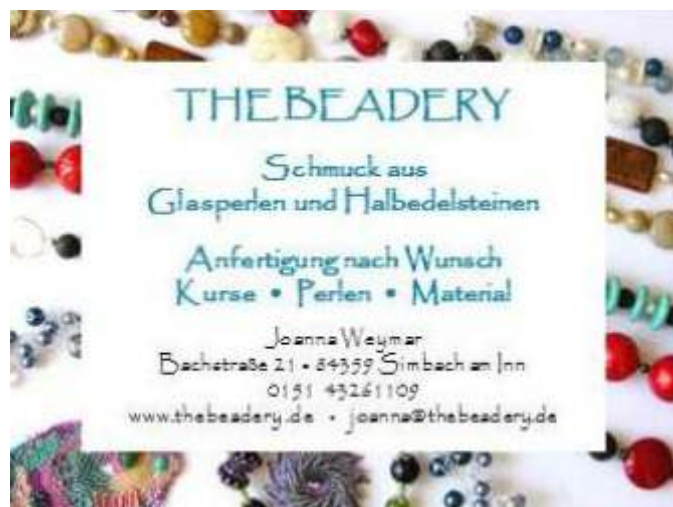 THE BEADERY
Schmuck aus
Glasperlen und Halbedelsteinen
Anfertigung nach Wunsch
Kurse • Perlen • Material
Joanna Weymar
Bachstraße 21 • 84359 Simbach am Inn
0151 43261109
www.thebeadery.de • joanna@thebeadery.de